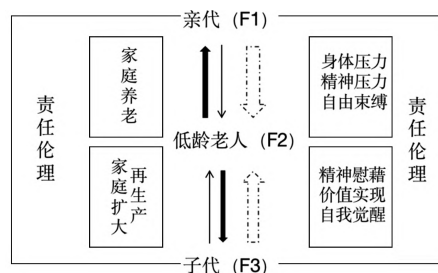 亲代（F1）
家庭养老
身体压力
精神压力
自由束缚
责任伦理
责任伦理
低龄老人（F2）
家庭扩大
再生产
精神慰藉
价值实现
自我觉醒
子代（F3）